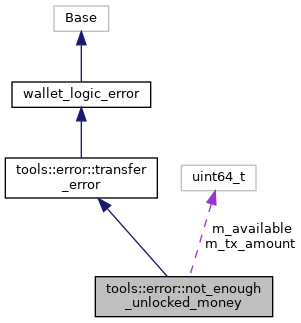 Base
wallet_logic_error
tools::error::transfer
_error
uint64_t
m_available
m_tx_amount
tools::error::not_enough
_unlocked_money